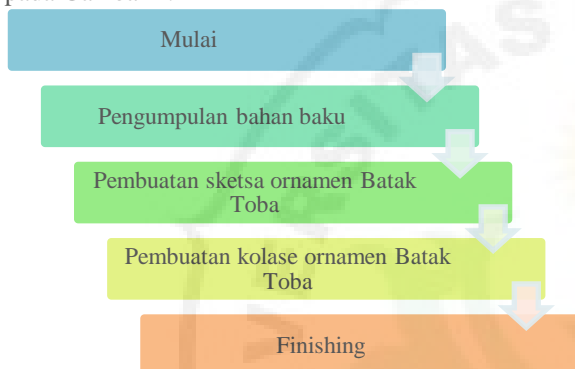 Mulai
Pengumpulan bahan baku
Pembuatan sketsa ornamen Batak
Toba
Pembuatan kolase ornamen Batak
Toba
Finishing